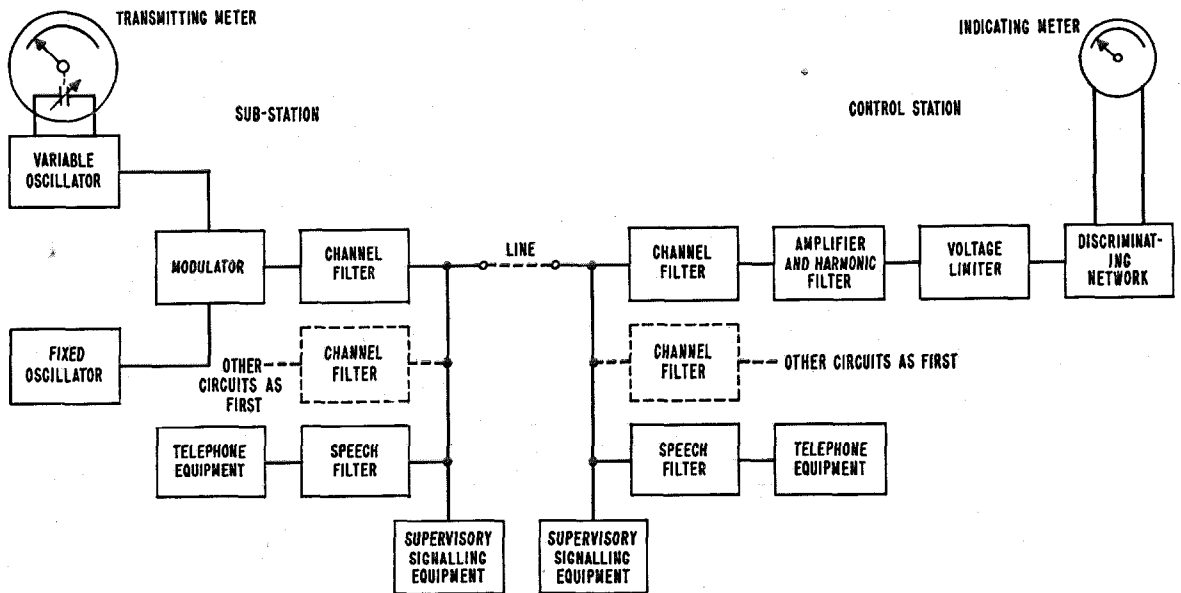 TRANSMITTING METER
INDICATING METER
SUB-STATION
CONTROL STATION
VARIABLE
OSCILLATOR
MODULATOR
CHANNEL
FILTER
LINE
CHANNEL
FILTER
AMPLIFIER
AND HARMONIC
FILTER
VOLTAGE
LIMITER
DISCRIMINAT-
ING
NETWORK
FIXED
OSCILLATOR
OTHER
CIRCUITS AS
FIRST
CHANNEL
FILTER
CHANNEL
FILTER
OTHER CIRCUITS AS FIRST
TELEPHONE
EQUIPMENT
SPEECH
FILTER
SPEECH
FILTER
TELEPHONE
EQUIPMENT
SUPERVISORY
SIGNALLING
EQUIPMENT
SUPERVISORY
SIGNALLING
EQUIPMENT